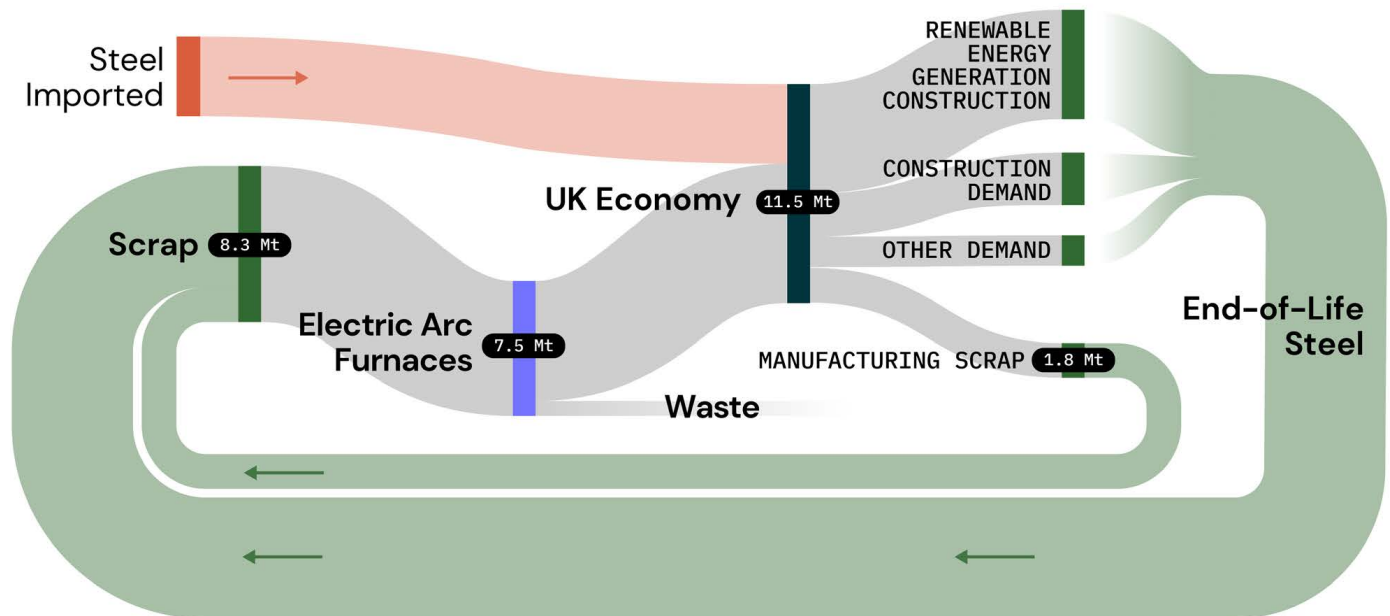 Steel
Imported
RENEWABLE
ENERGY
GENERATION
CONSTRUCTION
UK Economy
11.5 Mt
CONSTRUCTION
DEMAND
Scrap
8.3 Mt
OTHER DEMAND
Electric Arc
Furnaces
7.5 Mt
End-of-Life
Steel
MANUFACTURING SCRAP
1.8 Mt
Waste